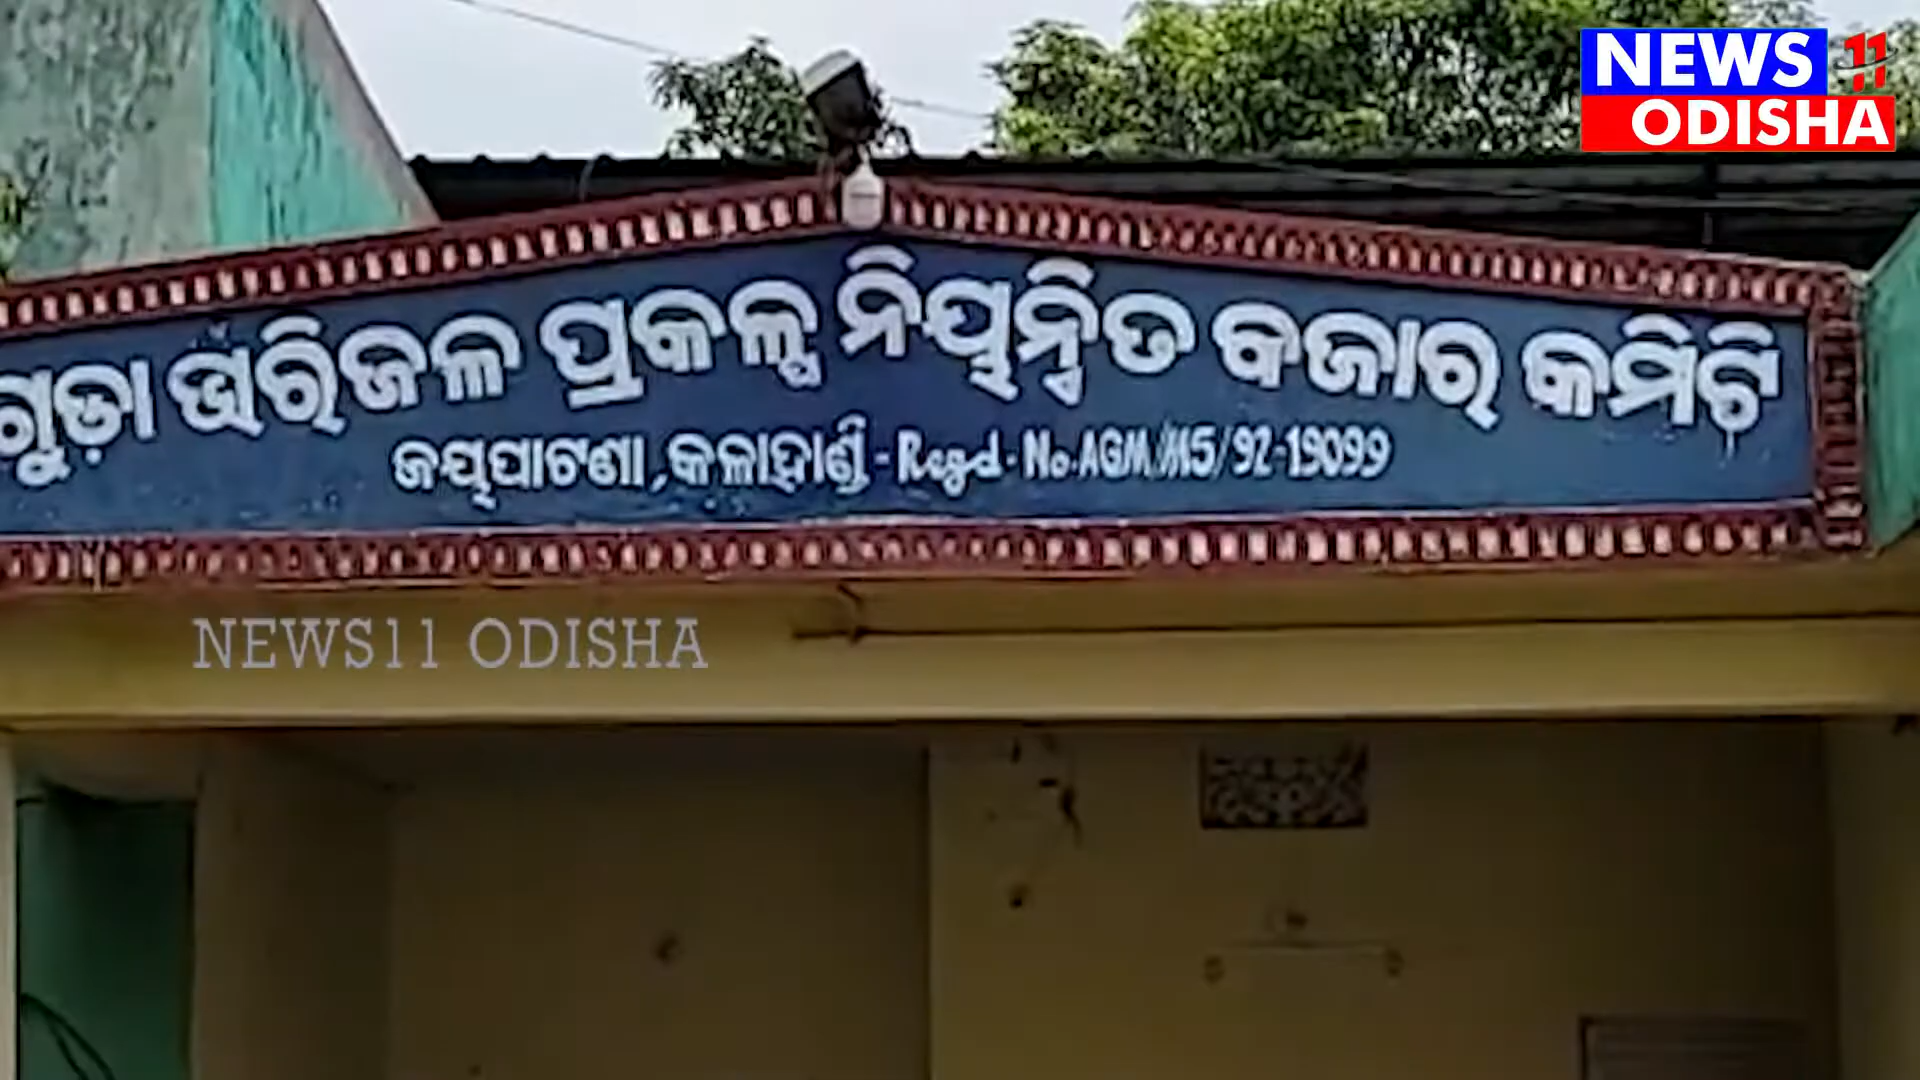 NEWS 11
ODISHA
ଗୁଡ଼ା ଉପରିଜଳ ପ୍ରକଳ୍ପ ନିୟନ୍ତ୍ରିତ ବଜାର କମିଟି
ଜୟପାଟଣା, କଳାହାଣ୍ଡି - Regd. No. AGM/M5/92-19099
NEWS11 ODISHA